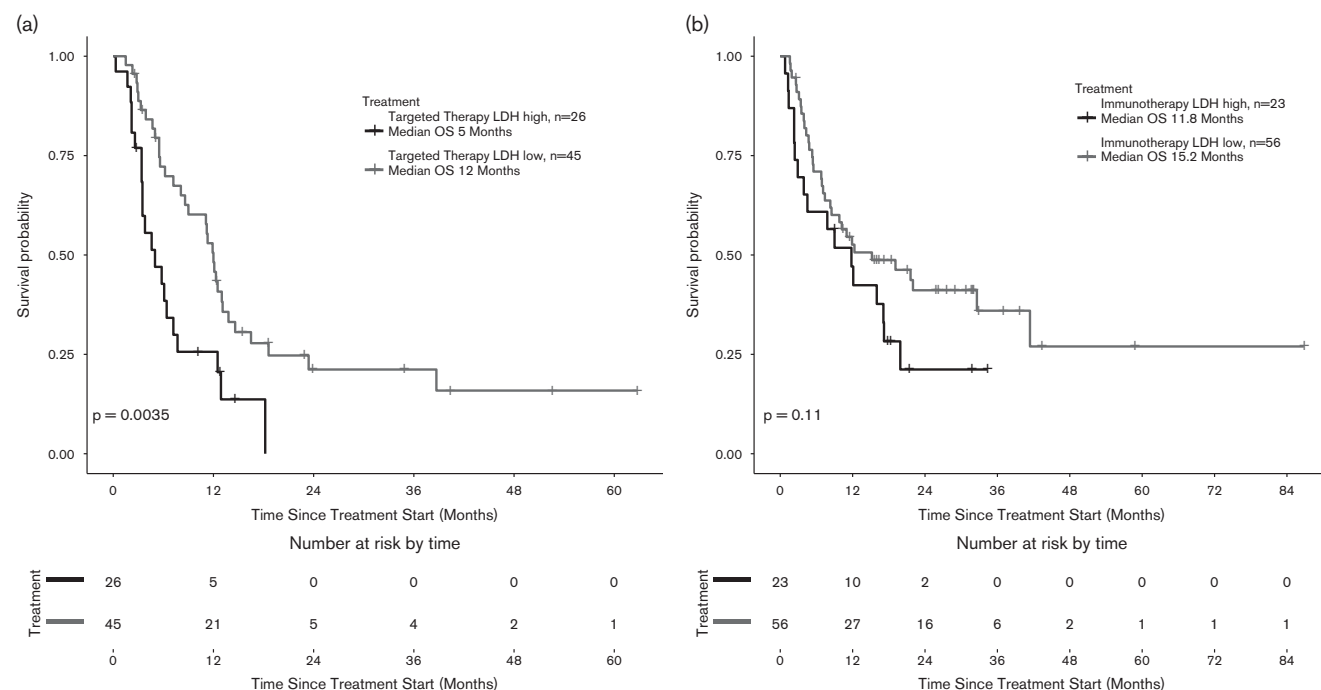 (a)
1.00
0.75
0.50
0.25
0.00
Survival probability
Treatment
Targeted Therapy LDH high, n=26
Median OS 5 Months
Targeted Therapy LDH low, n=45
Median OS 12 Months
p = 0.0035
0 12 24 36 48 60
Time Since Treatment Start (Months)
Number at risk by time
Treatment
26 5 0 0 0 0
45 21 5 4 2 1
0 12 24 36 48 60
Time Since Treatment Start (Months)
(b)
1.00
0.75
0.50
0.25
0.00
Survival probability
Treatment
Immunotherapy LDH high, n=23
Median OS 11.8 Months
Immunotherapy LDH low, n=56
Median OS 15.2 Months
p = 0.11
0 12 24 36 48 60 72 84
Time Since Treatment Start (Months)
Number at risk by time
Treatment
23 10 2 0 0 0 0 0
56 27 16 6 2 1 1 1
0 12 24 36 48 60 72 84
Time Since Treatment Start (Months)